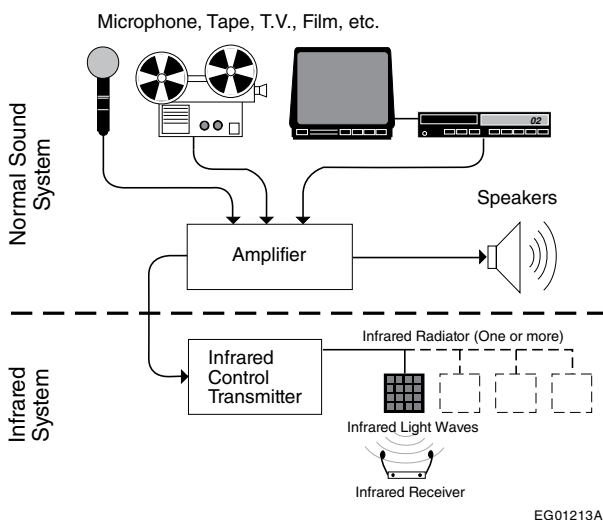 Microphone, Tape, T.V., Film, etc.
02
Normal Sound
System
Speakers
Amplifier
Infrared Radiator (One or more)
Infrared
Control
Transmitter
Infrared
System
Infrared Light Waves
Infrared Receiver
EG01213A